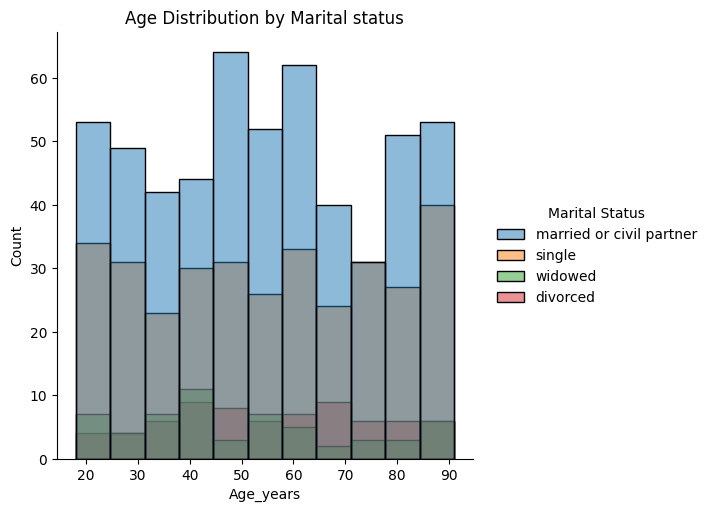 Age Distribution by Marital status
60
50
40
30
20
10
0
Count
20 30 40 50 60 70 80 90
Age_years
Marital Status
married or civil partner
single
widowed
divorced